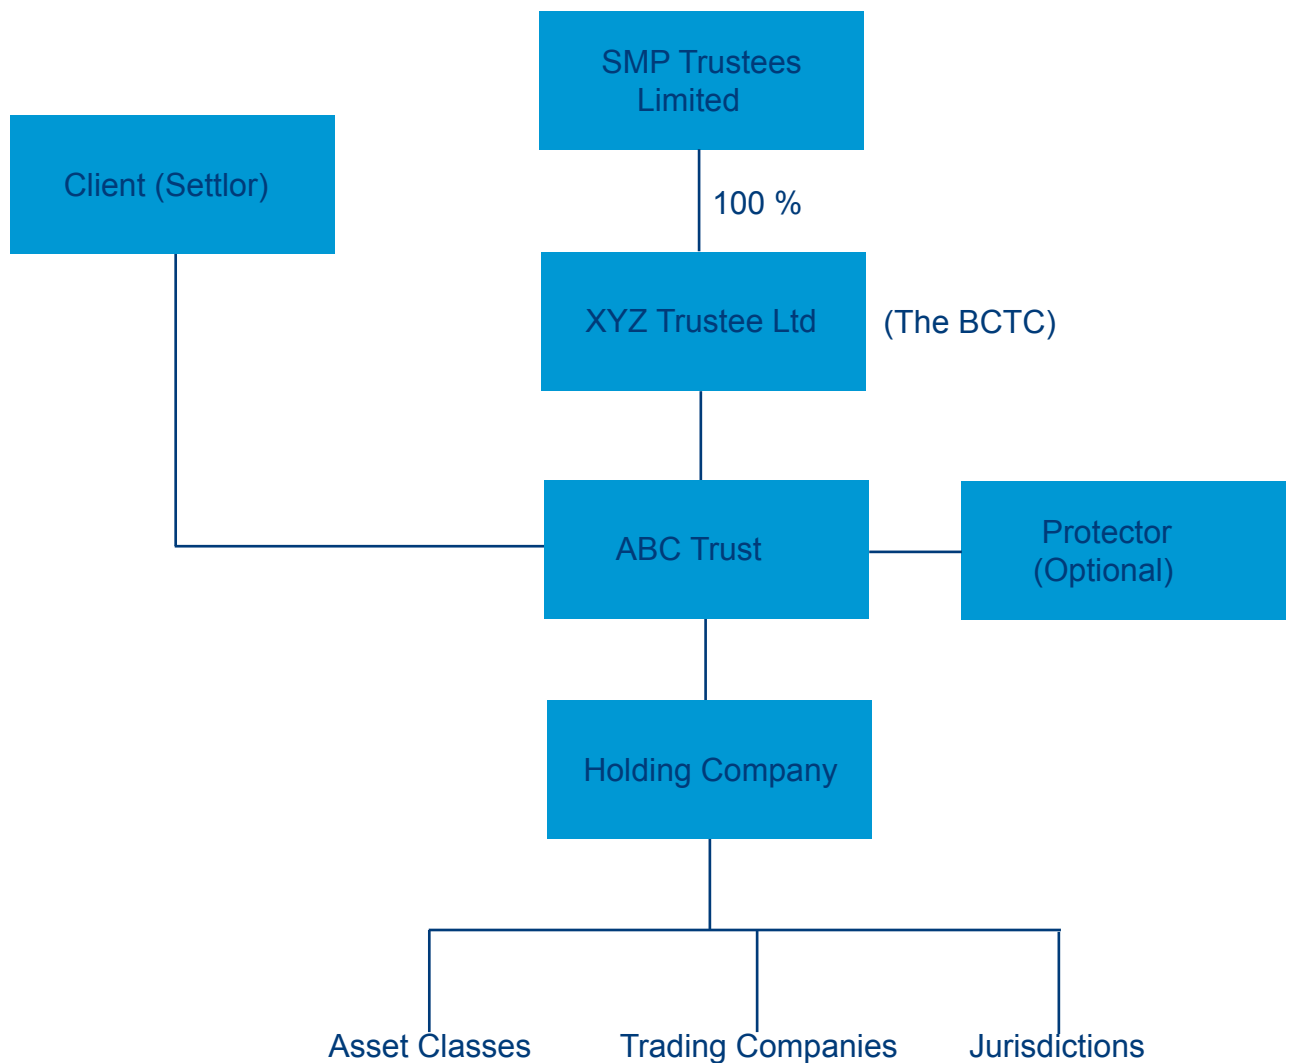 SMP Trustees
Limited
Client (Settlor)
100 %
XYZ Trustee Ltd
(The BCTC)
ABC Trust
Protector
(Optional)
Holding Company
Asset Classes
Trading Companies
Jurisdictions